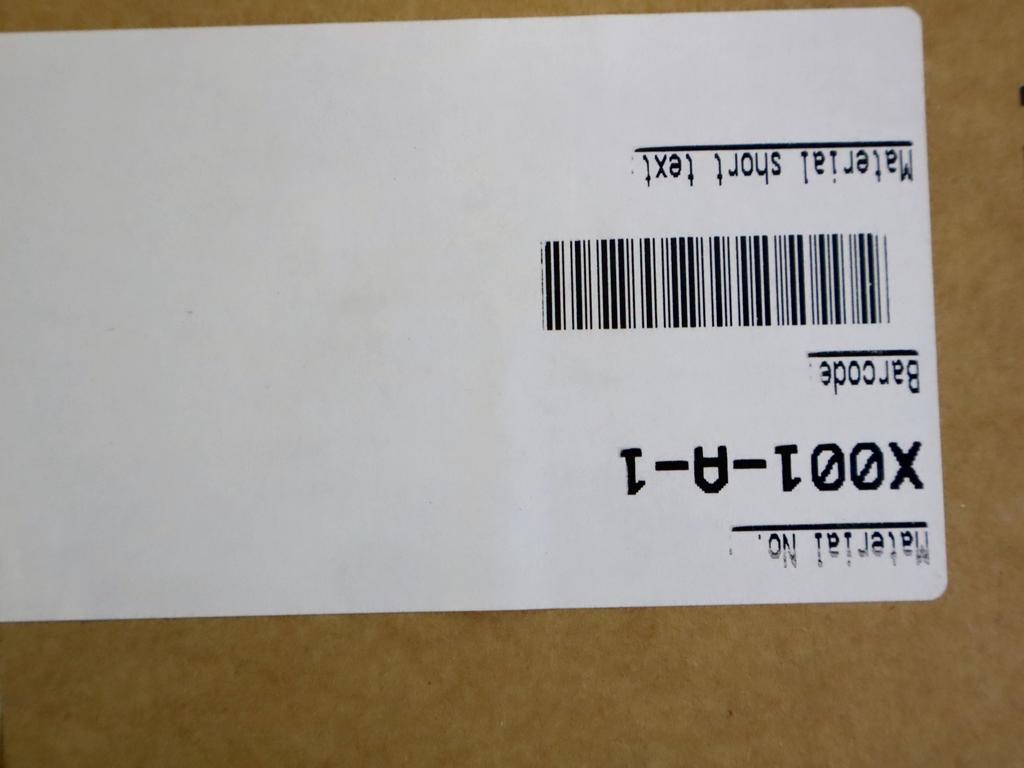 Material No.:
X001-A-1
Barcode:
Material short text: